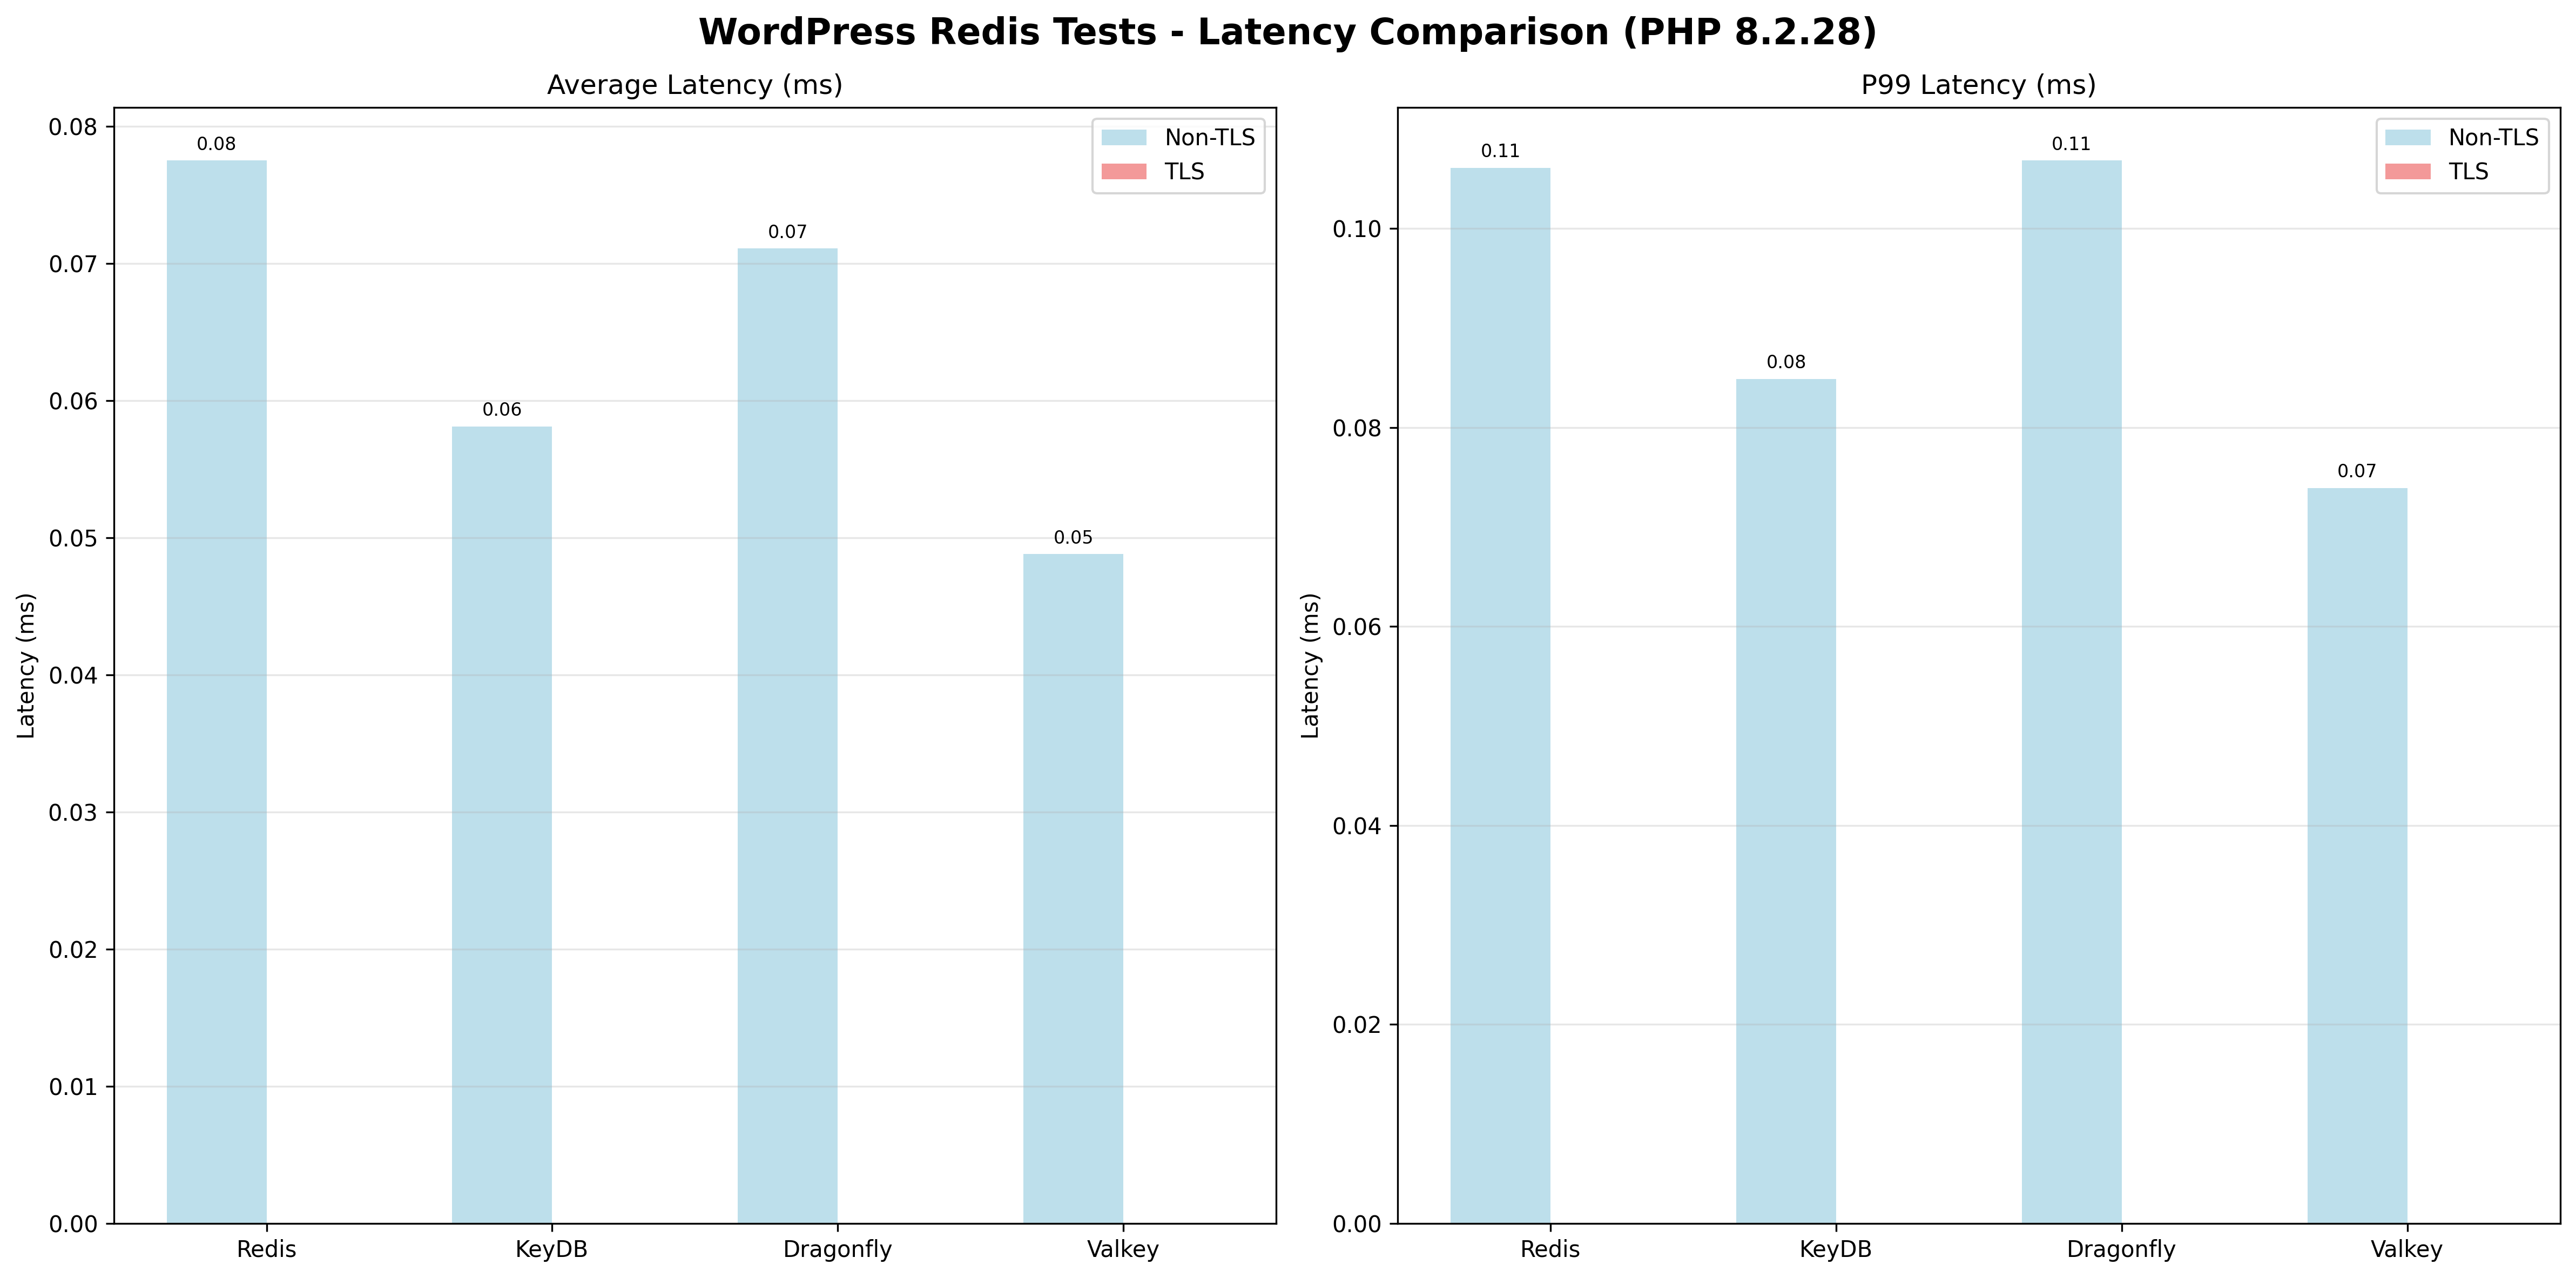 WordPress Redis Tests - Latency Comparison (PHP 8.2.28)
Average Latency (ms)
Latency (ms)
0.08
0.07
0.06
0.05
0.04
0.03
0.02
0.01
0.00
0.08
0.06
0.07
0.05
Non-TLS
TLS
Redis
KeyDB
Dragonfly
Valkey
P99 Latency (ms)
Latency (ms)
0.10
0.08
0.06
0.04
0.02
0.00
0.11
0.08
0.11
0.07
Non-TLS
TLS
Redis
KeyDB
Dragonfly
Valkey